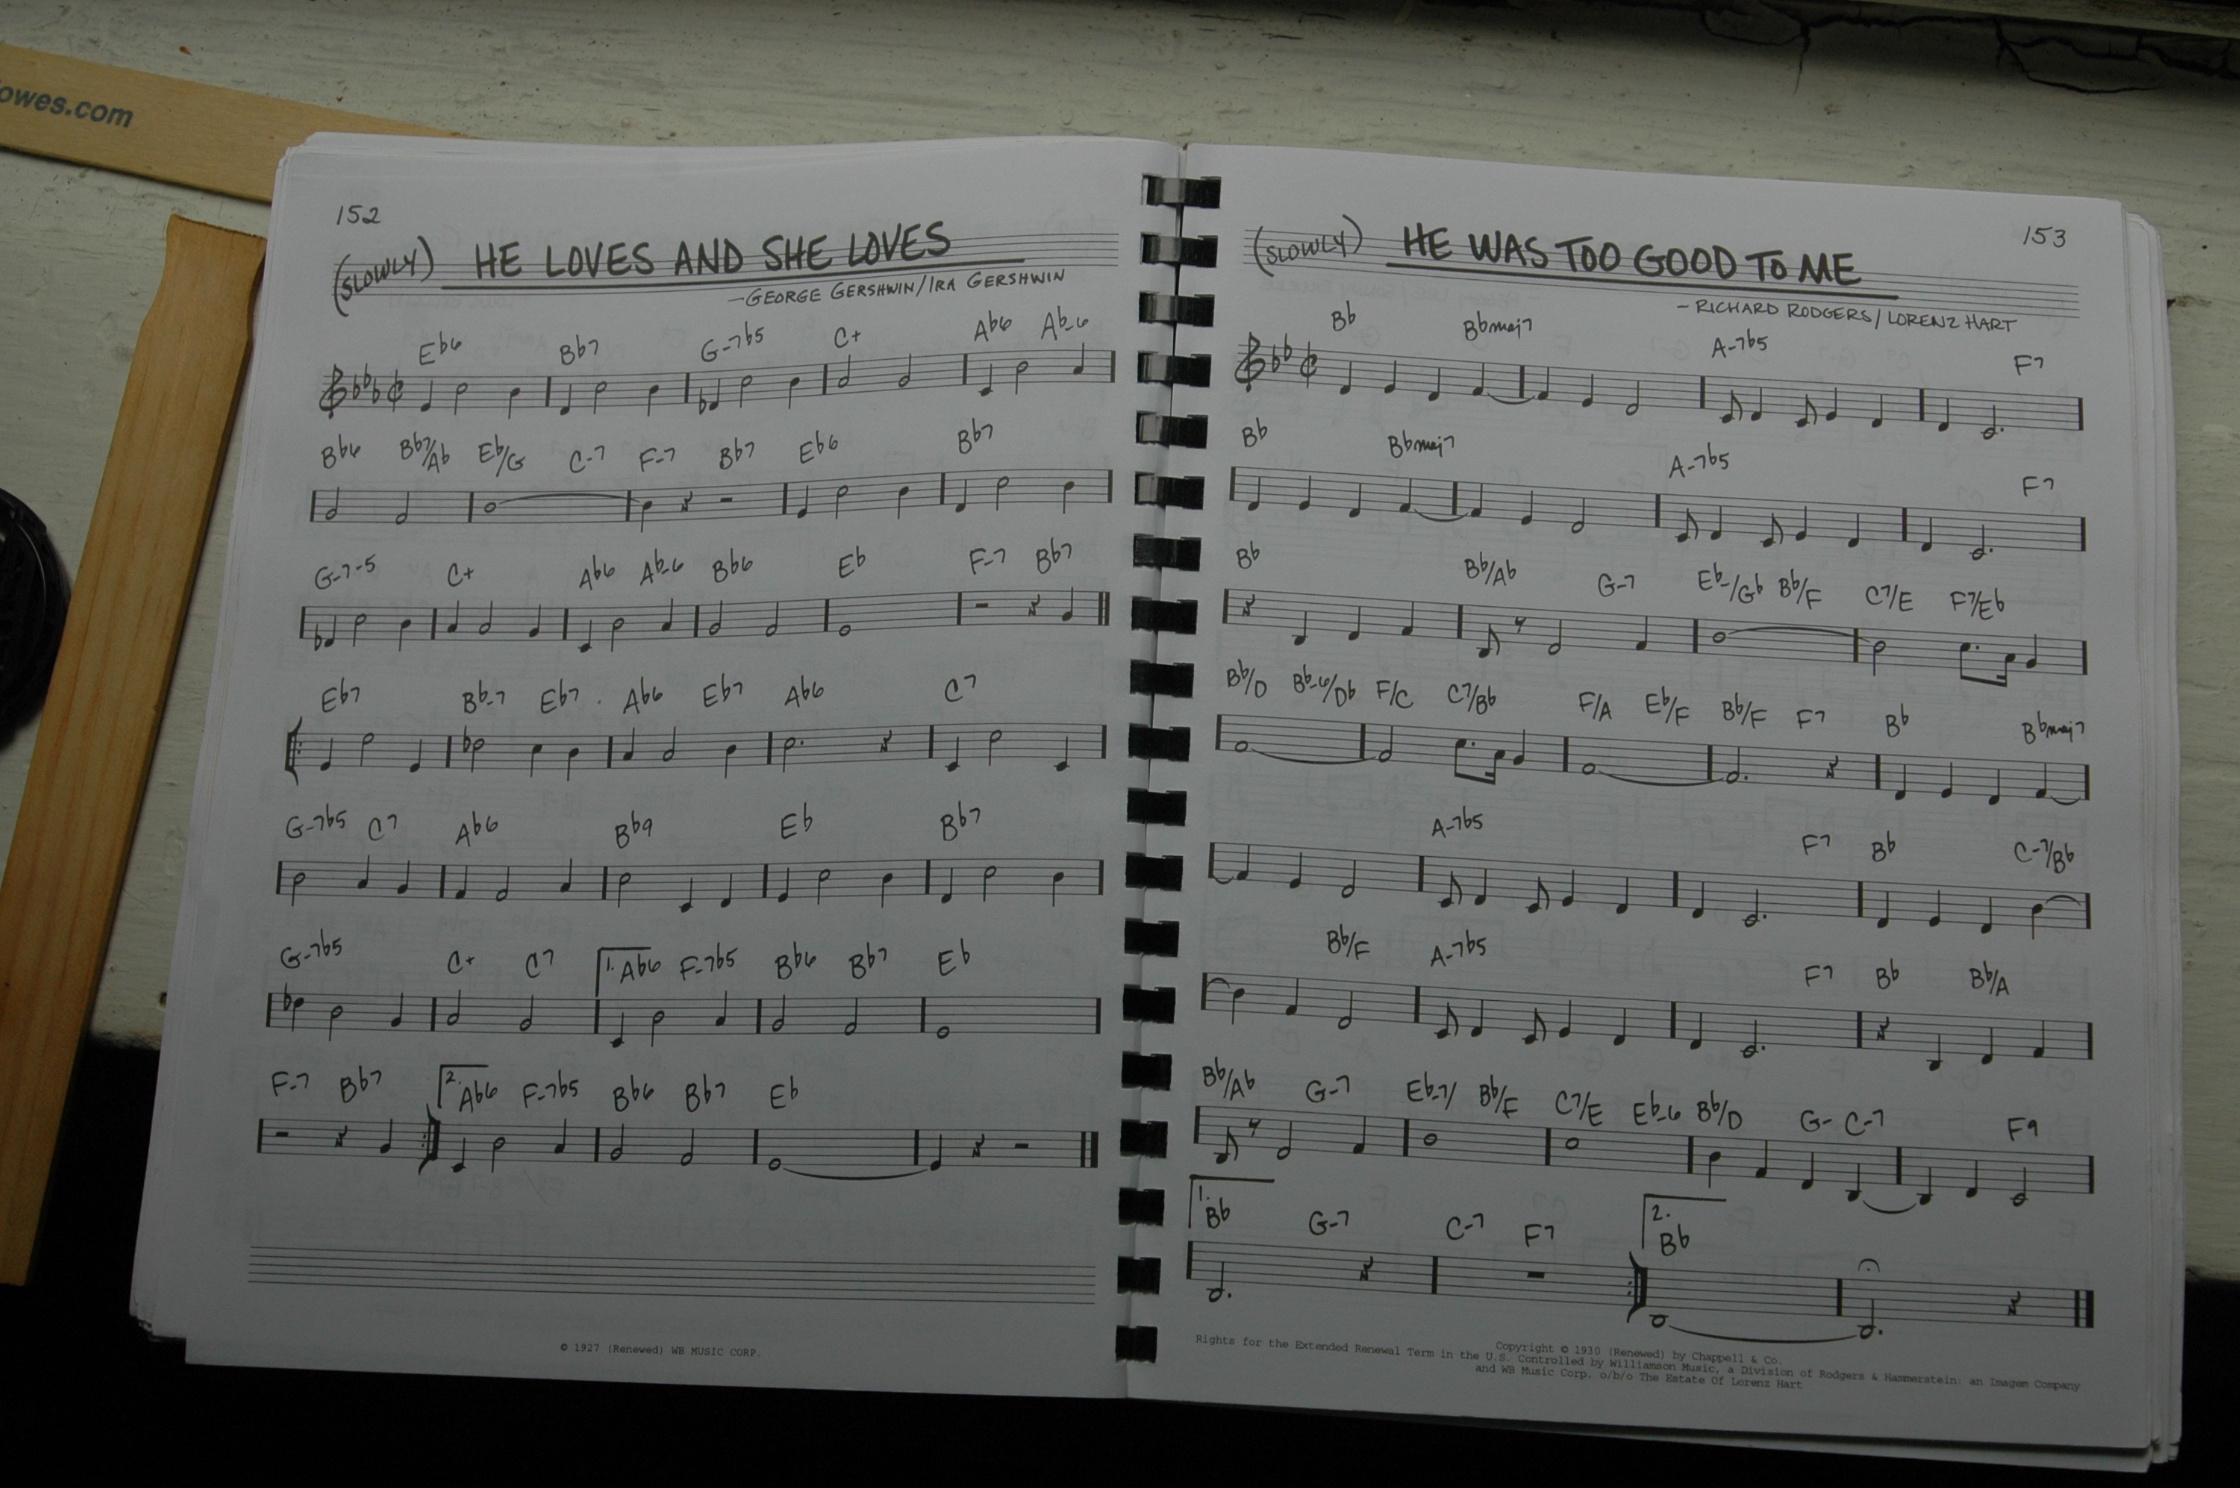 owes.com
152
(SLOWLY) HE LOVES AND SHE LOVES
- GEORGE GERSHWIN/IRA GERSHWIN
Eb6 Bb7 G-7b5 C+ Ab6 Ab-6
Bb6 Bb7/Ab Eb/G C-7 F-7 Bb7 Eb6 Bb7
G-7-5 C+ Ab6 Ab-6 Bb6 Eb F-7 Bb7
Eb7 Bb-7 Eb7 Ab6 Eb7 Ab6 C7
G-7b5 C7 Ab6 Bb9 Eb Bb7
G-7b5 C+ C7 1. Ab6 F-7b5 Bb6 Bb7 Eb
F-7 Bb7 2. Ab6 F-7b5 Bb6 Bb7 Eb
© 1927 (Renewed) WB MUSIC CORP.
153
(SLOWLY) HE WAS TOO GOOD TO ME
- RICHARD RODGERS/LORENZ HART
Bb Bbmaj7 A-7b5 F7
Bb Bbmaj7 A-7b5 F7
Bb Bb/Ab G-7 Eb-/Gb Bb/F C7/E F7/Eb
Bb/D Bb-6/Db F/C C7/Bb F/A Eb/F Bb/F F7 Bb Bbmaj7
A-7b5 F7 Bb C-7/Bb
Bb/F A-7b5 F7 Bb Bb/A
Bb/Ab G-7 Eb-7/ Bb/F C7/E Eb-6 Bb/D G- C-7 F9
1. Bb G-7 C-7 F7 2. Bb
Copyright © 1930 (Renewed) by Chappell & Co.
Rights for the Extended Renewal Term in the U.S. Controlled by Williamson Music, a Division of Rodgers & Hammerstein: an Imagem Company
and WB Music Corp. o/b/o The Estate Of Lorenz Hart